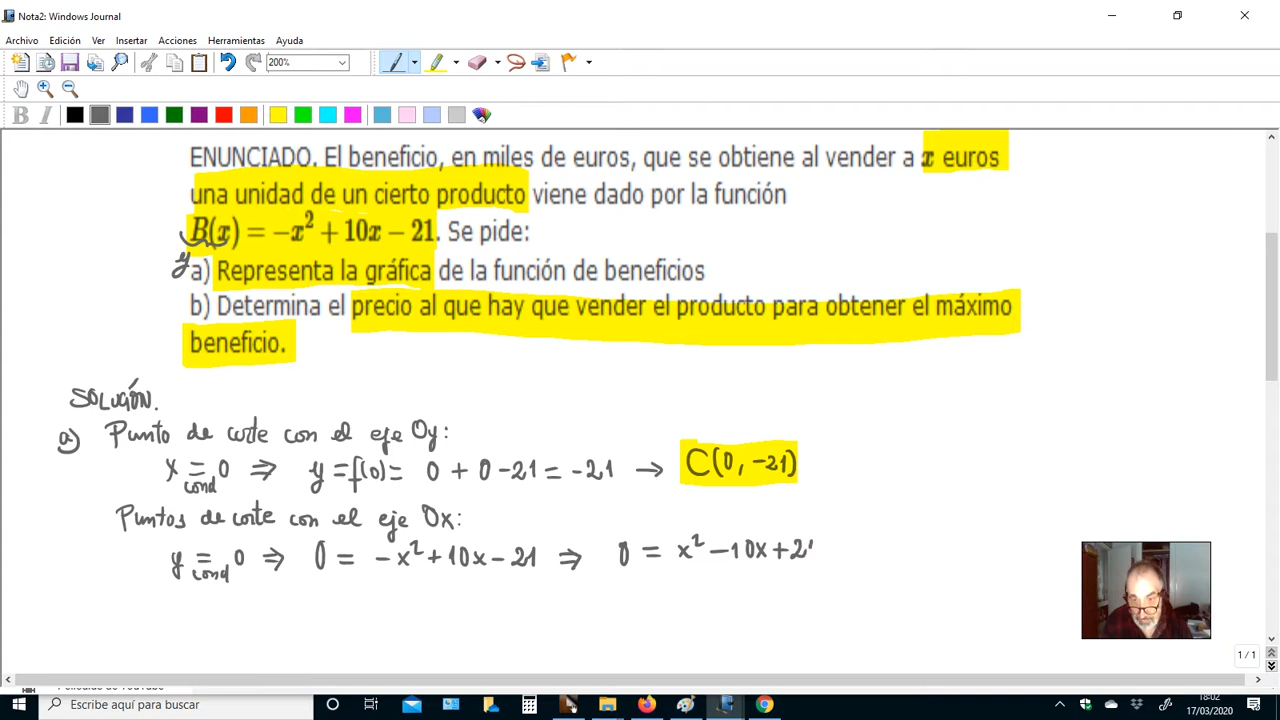 Nota2: Windows Journal
Archivo Edición Ver Insertar Acciones Herramientas Ayuda
200%
B I
ENUNCIADO. El beneficio, en miles de euros, que se obtiene al vender a x euros
una unidad de un cierto producto viene dado por la función
B(x) = −x² + 10x − 21. Se pide:
y
a) Representa la gráfica de la función de beneficios
b) Determina el precio al que hay que vender el producto para obtener el máximo
beneficio.
SOLUCIÓN.
a) Punto de corte con el eje Oy:
x = 0 ⇒ y = f(0) = 0 + 0 - 21 = -21 → C(0, -21)
cond
Puntos de corte con el eje Ox:
y = 0 ⇒ 0 = -x² + 10x - 21 ⇒ 0 = x² - 10x + 21
cond
1 / 1
Escribe aquí para buscar
18:02
17/03/2020